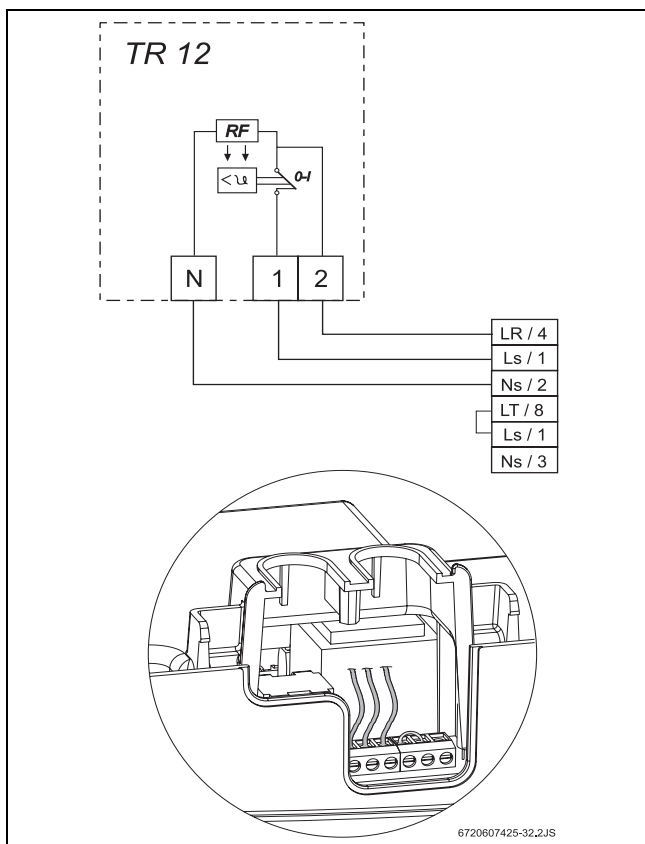 TR 12
RF
<ϑ
0-I
N
1
2
LR / 4
Ls / 1
Ns / 2
LT / 8
Ls / 1
Ns / 3
6720607425-32.2JS